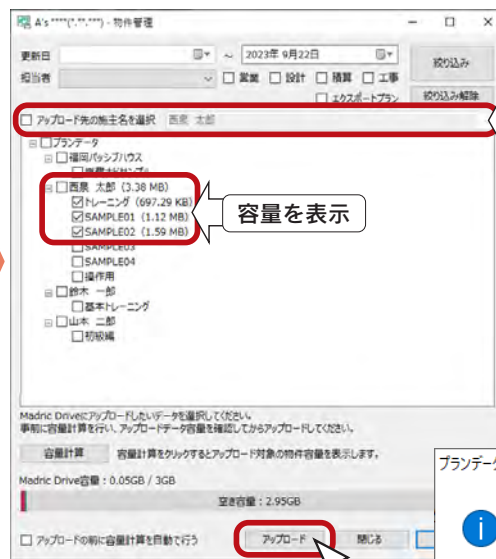 A's ****(*.**.***) - 物件管理
更新日 ～ 2023年 9月22日 絞り込み
担当者 営業 設計 積算 工事
エクスポートプラン 絞り込み解除
アップロード先の施主名を選択 西泉 太郎
プランデータ
福岡パッシブハウス
西泉 太郎 (3.38 MB)
トレーニング (697.29 KB)
SAMPLE01 (1.12 MB)
容量を表示
SAMPLE02 (1.59 MB)
SAMPLE03
SAMPLE04
操作用
鈴木 一郎
基本トレーニング
山本 二郎
初級編
Madric Driveにアップロードしたいデータを選択してください。
事前に容量計算を行い、アップロードデータ容量を確認してからアップロードしてください。
容量計算 容量計算をクリックするとアップロード対象の物件容量を表示します。
プランデータ
Madric Drive容量 : 0.05GB / 3GB
空き容量 : 2.95GB
アップロードの前に容量計算を自動で行う アップロード 閉じる